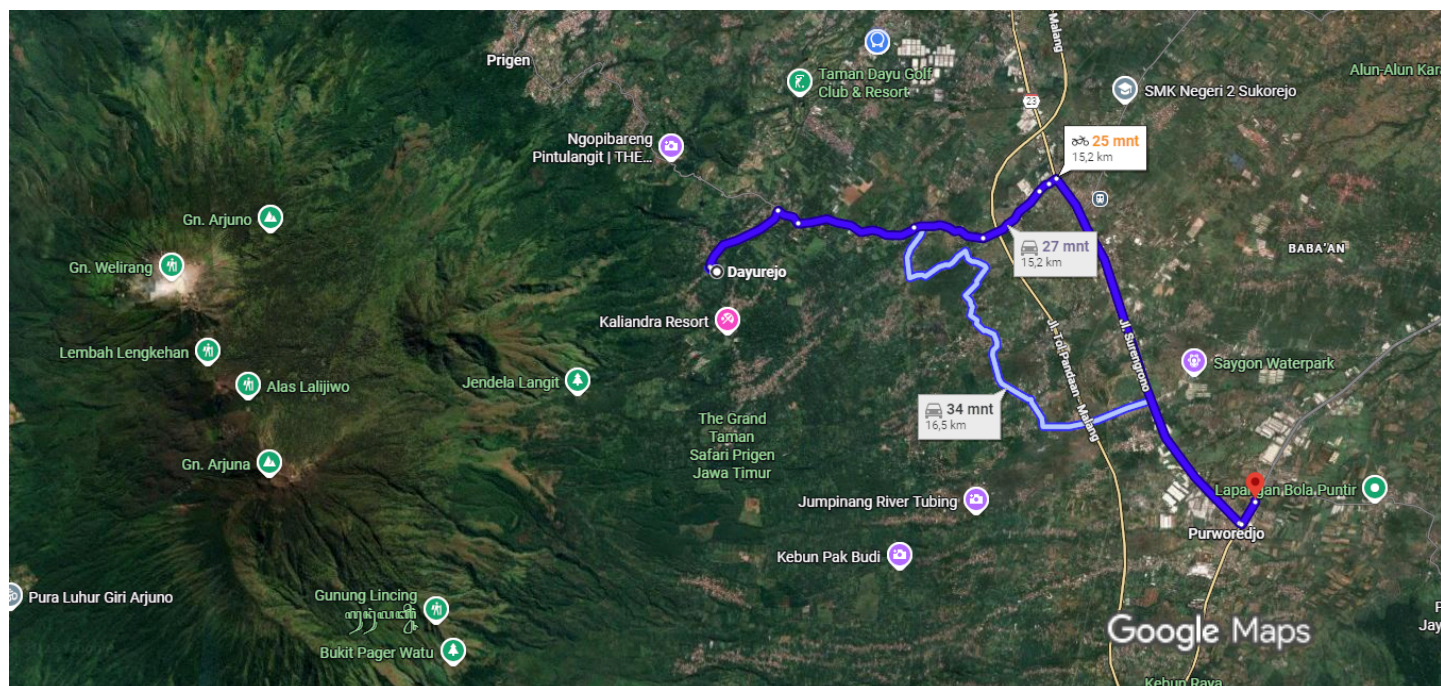 Prigen
Taman Dayu Golf
Club & Resort
-Malang
23
SMK Negeri 2 Sukorejo
Alun-Alun Kara
Ngopibareng
Pintulangit | THE...
25 mnt
15,2 km
Gn. Arjuno
Gn. Welirang
Dayurejo
27 mnt
15,2 km
BABA'AN
Kaliandra Resort
Jl. Tol Pandaan - Malang
Jl. Surengrono
Lembah Lengkehan
Alas Lalijiwo
Jendela Langit
Saygon Waterpark
34 mnt
16,5 km
The Grand
Taman
Safari Prigen
Jawa Timur
Gn. Arjuna
Jumpinang River Tubing
Lapangan Bola Puntir
Purworedjo
Kebun Pak Budi
Pura Luhur Giri Arjuno
Gunung Lincing
Bukit Pager Watu
Google Maps
P
Jay
Kebun Raya